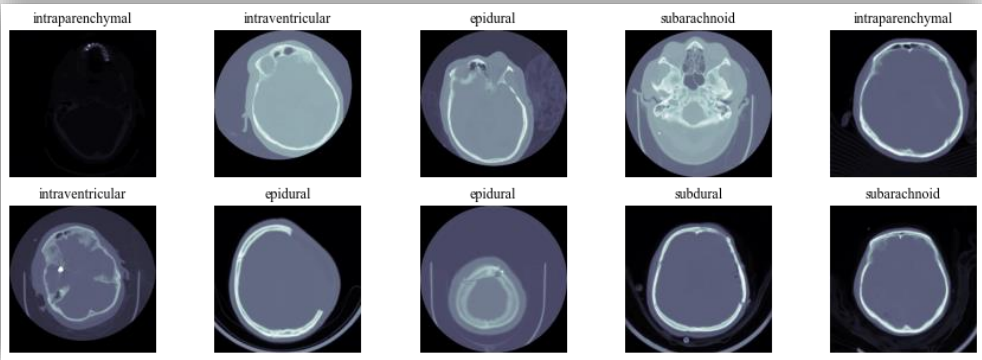 intraparenchymal intraventricular epidural subarachnoid intraparenchymal
intraventricular epidural epidural subdural subarachnoid